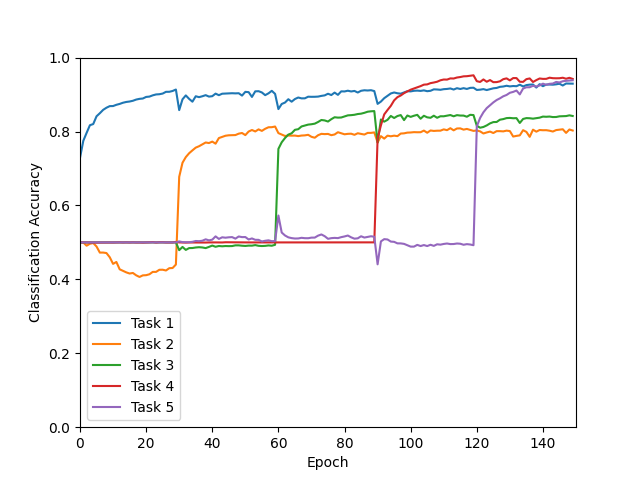 1.0
0.8
0.6
0.4
0.2
0.0
Classification Accuracy
Task 1
Task 2
Task 3
Task 4
Task 5
0 20 40 60 80 100 120 140
Epoch